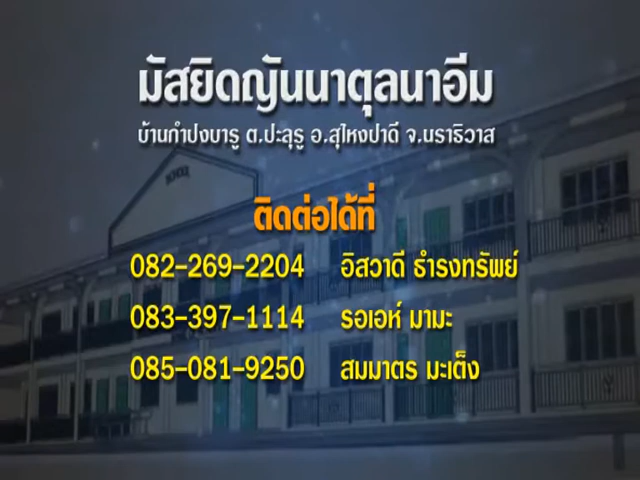 มัสยิดญันนาตุลนาอีม
บ้านกำปงบารู ต.ปะลุรู อ.สุไหงปาดี จ.นราธิวาส
SCHOOL
ติดต่อได้ที่
082-269-2204 อิสวาดี ธำรงทรัพย์
083-397-1114 รอเอห์ มามะ
085-081-9250 สมมาตร มะเต็ง